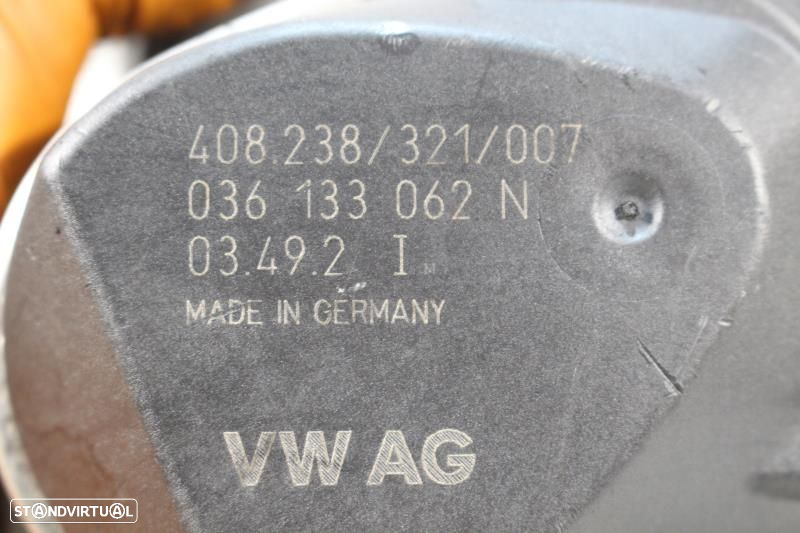 408.238/321/007
036 133 062 N
03.49.2 I
MADE IN GERMANY
VW AG
STANDVIRTUAL